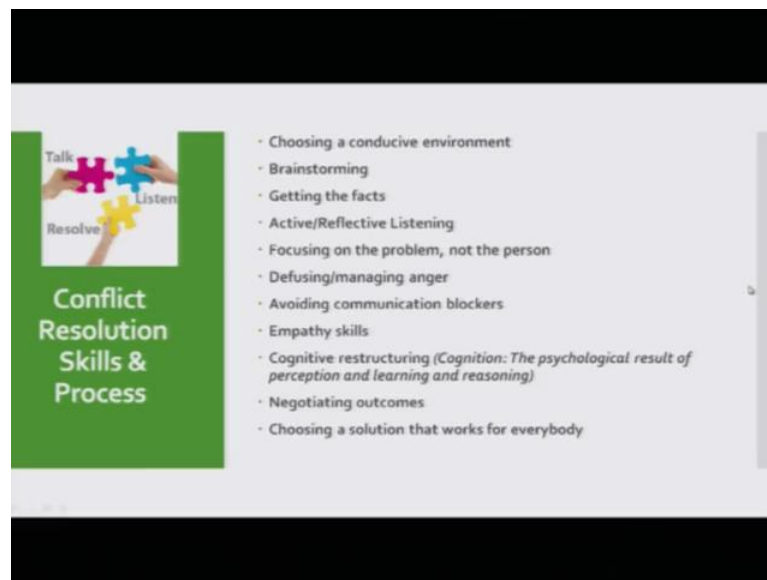 Talk
Listen
Resolve
Conflict
Resolution
Skills &
Process
· Choosing a conducive environment
· Brainstorming
· Getting the facts
· Active/Reflective Listening
· Focusing on the problem, not the person
· Defusing/managing anger
· Avoiding communication blockers
· Empathy skills
· Cognitive restructuring (Cognition: The psychological result of
perception and learning and reasoning)
· Negotiating outcomes
· Choosing a solution that works for everybody